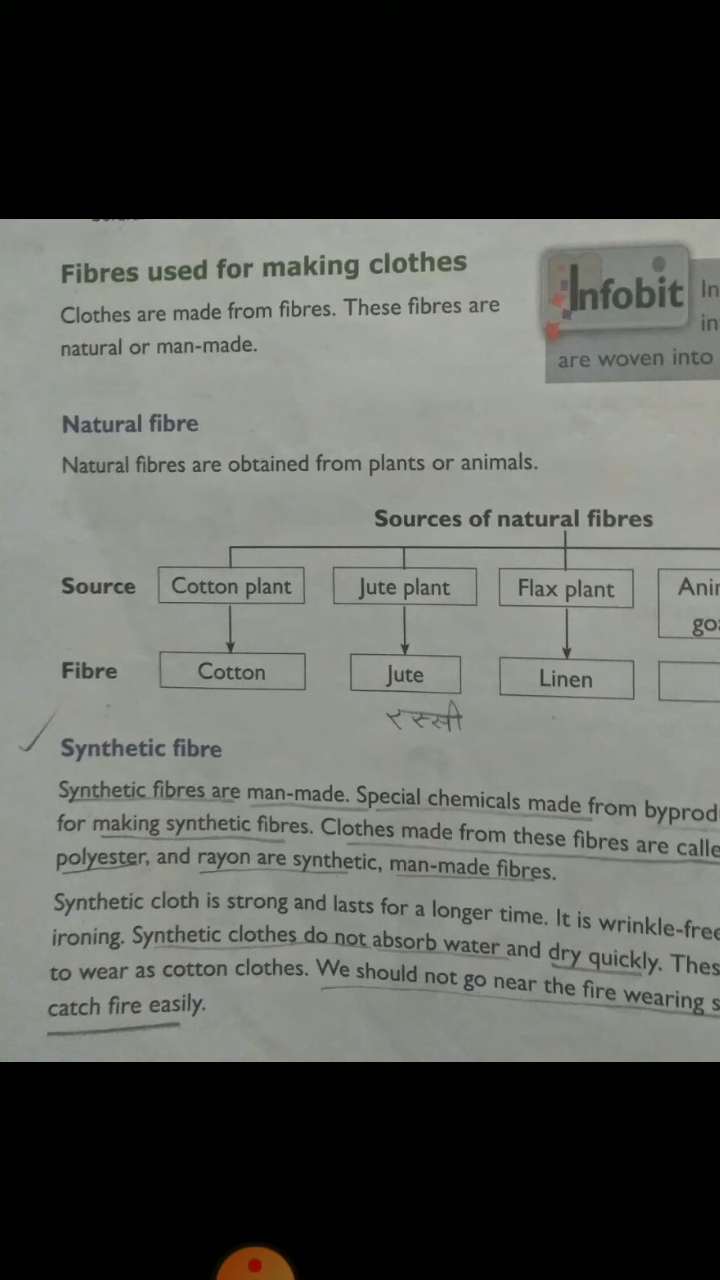 Fibres used for making clothes
Clothes are made from fibres. These fibres are
natural or man-made.
Infobit
In
in
are woven into
Natural fibre
Natural fibres are obtained from plants or animals.
Sources of natural fibres
Source Cotton plant Jute plant Flax plant
Fibre Cotton Jute Linen
रस्सी
Synthetic fibre
Synthetic fibres are man-made. Special chemicals made from
for making synthetic fibres. Clothes made from these fibres are
polyester, and rayon are synthetic, man-made fibres.
Synthetic cloth is strong and lasts for a longer time. It is wrinkle-free
ironing. Synthetic clothes do not absorb water and dry quickly.
to wear as cotton clothes. We should not go near the fire wearing
catch fire easily.